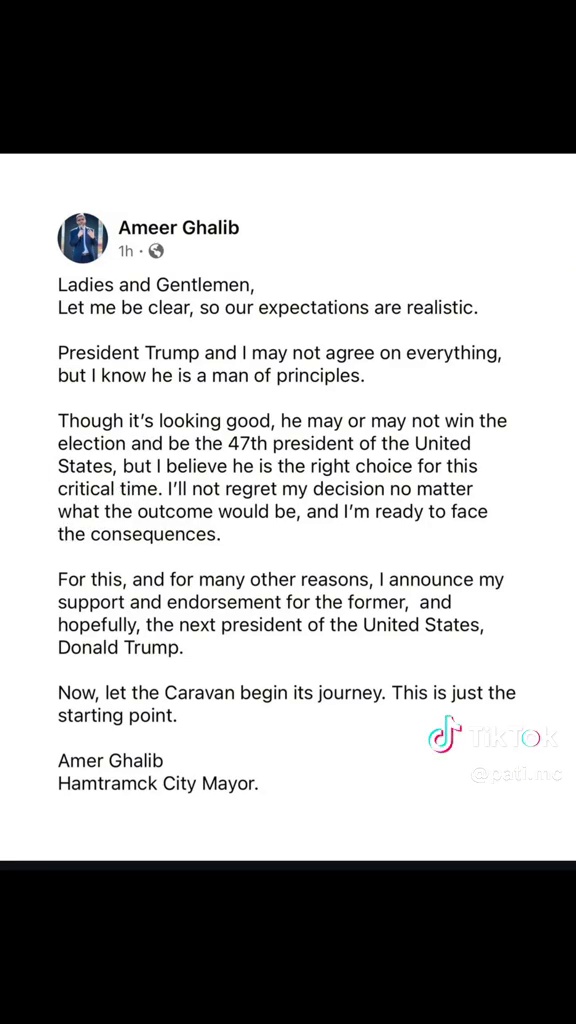 Ameer Ghalib
1h ·
Ladies and Gentlemen,
Let me be clear, so our expectations are realistic.
President Trump and I may not agree on everything,
but I know he is a man of principles.
Though it's looking good, he may or may not win the
election and be the 47th president of the United
States, but I believe he is the right choice for this
critical time. I'll not regret my decision no matter
what the outcome would be, and I'm ready to face
the consequences.
For this, and for many other reasons, I announce my
support and endorsement for the former,  and
hopefully, the next president of the United States,
Donald Trump.
Now, let the Caravan begin its journey. This is just the
starting point.
TikTok
@pati.mc
Amer Ghalib
Hamtramck City Mayor.